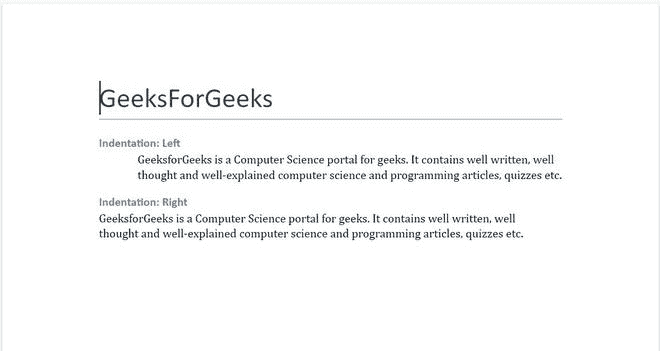 GeeksForGeeks
Indentation: Left
GeeksforGeeks is a Computer Science portal for geeks. It contains well written, well
thought and well-explained computer science and programming articles, quizzes etc.
Indentation: Right
GeeksforGeeks is a Computer Science portal for geeks. It contains well written, well
thought and well-explained computer science and programming articles, quizzes etc.